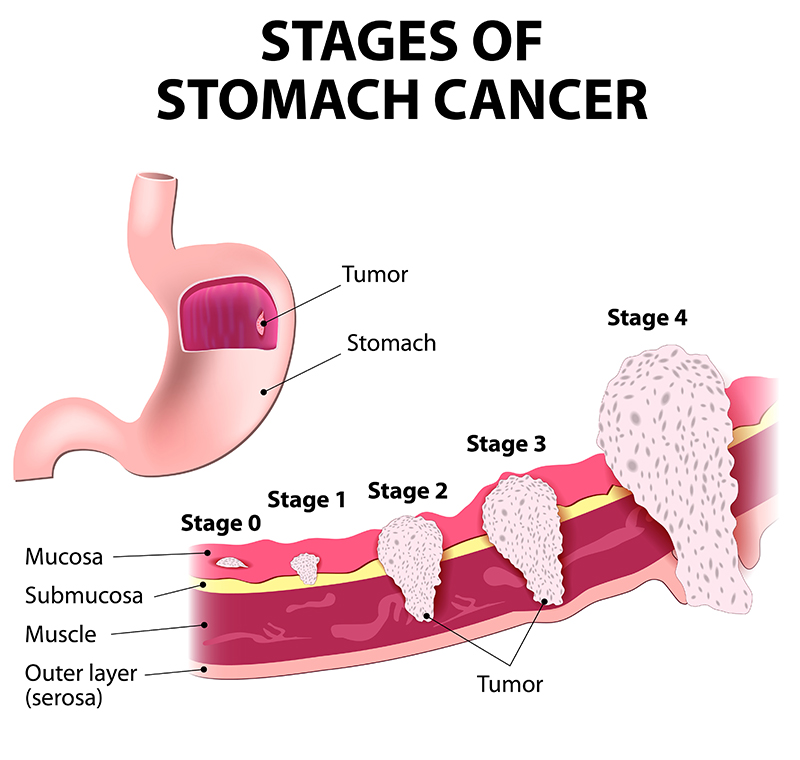 STAGES OF
STOMACH CANCER
Tumor
Stomach
Stage 4
Stage 3
Stage 2
Stage 1
Stage 0
Mucosa
Submucosa
Muscle
Outer layer
(serosa)
Tumor